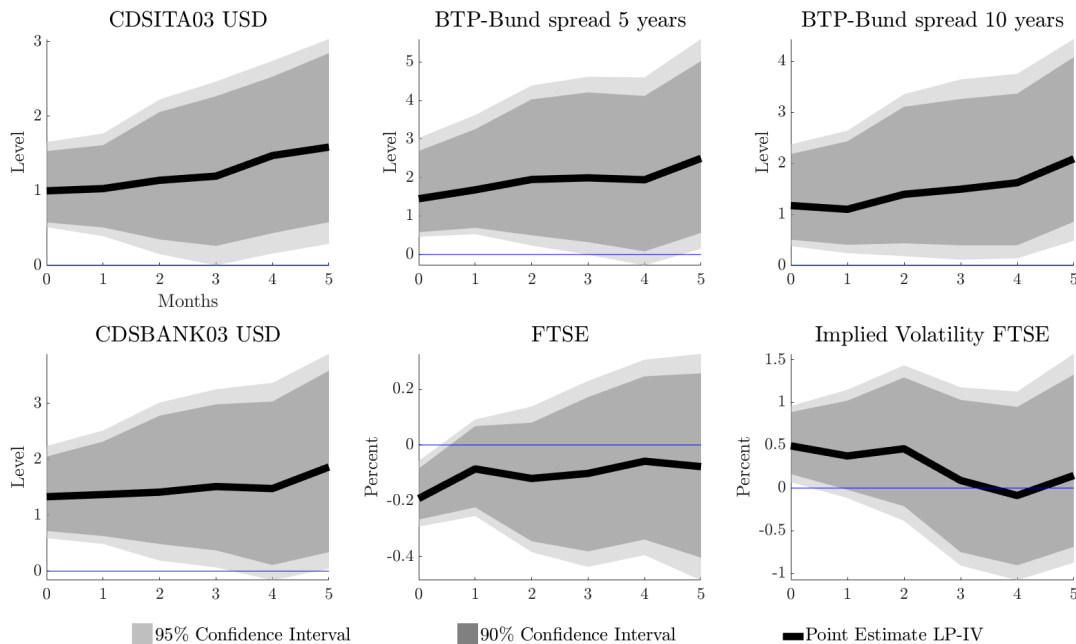 CDSITA03 USD
BTP-Bund spread 5 years
BTP-Bund spread 10 years
3
2
1
0
Level
0 1 2 3 4 5
Months
5
4
3
2
1
0
Level
0 1 2 3 4 5
4
3
2
1
0
Level
0 1 2 3 4 5
CDSBANK03 USD
FTSE
Implied Volatility FTSE
3
2
1
0
Level
0 1 2 3 4 5
0.2
0
-0.2
-0.4
Percent
0 1 2 3 4 5
1.5
1
0.5
0
-0.5
-1
Percent
0 1 2 3 4 5
95% Confidence Interval
90% Confidence Interval
Point Estimate LP-IV